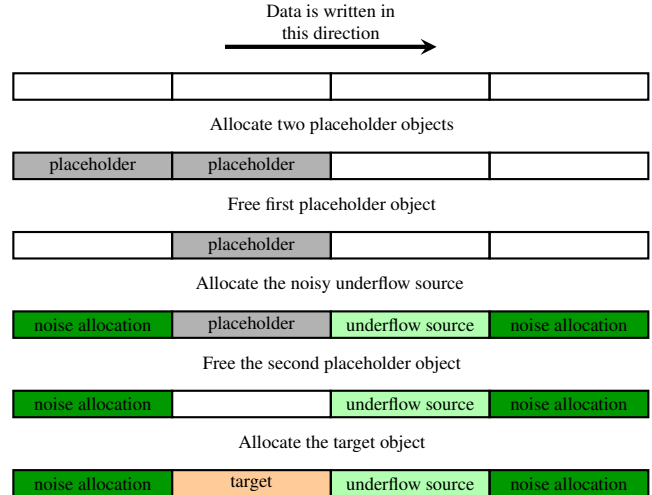 Data is written in
this direction
Allocate two placeholder objects
placeholder placeholder
Free first placeholder object
placeholder
Allocate the noisy underflow source
noise allocation placeholder underflow source noise allocation
Free the second placeholder object
noise allocation underflow source noise allocation
Allocate the target object
noise allocation target underflow source noise allocation